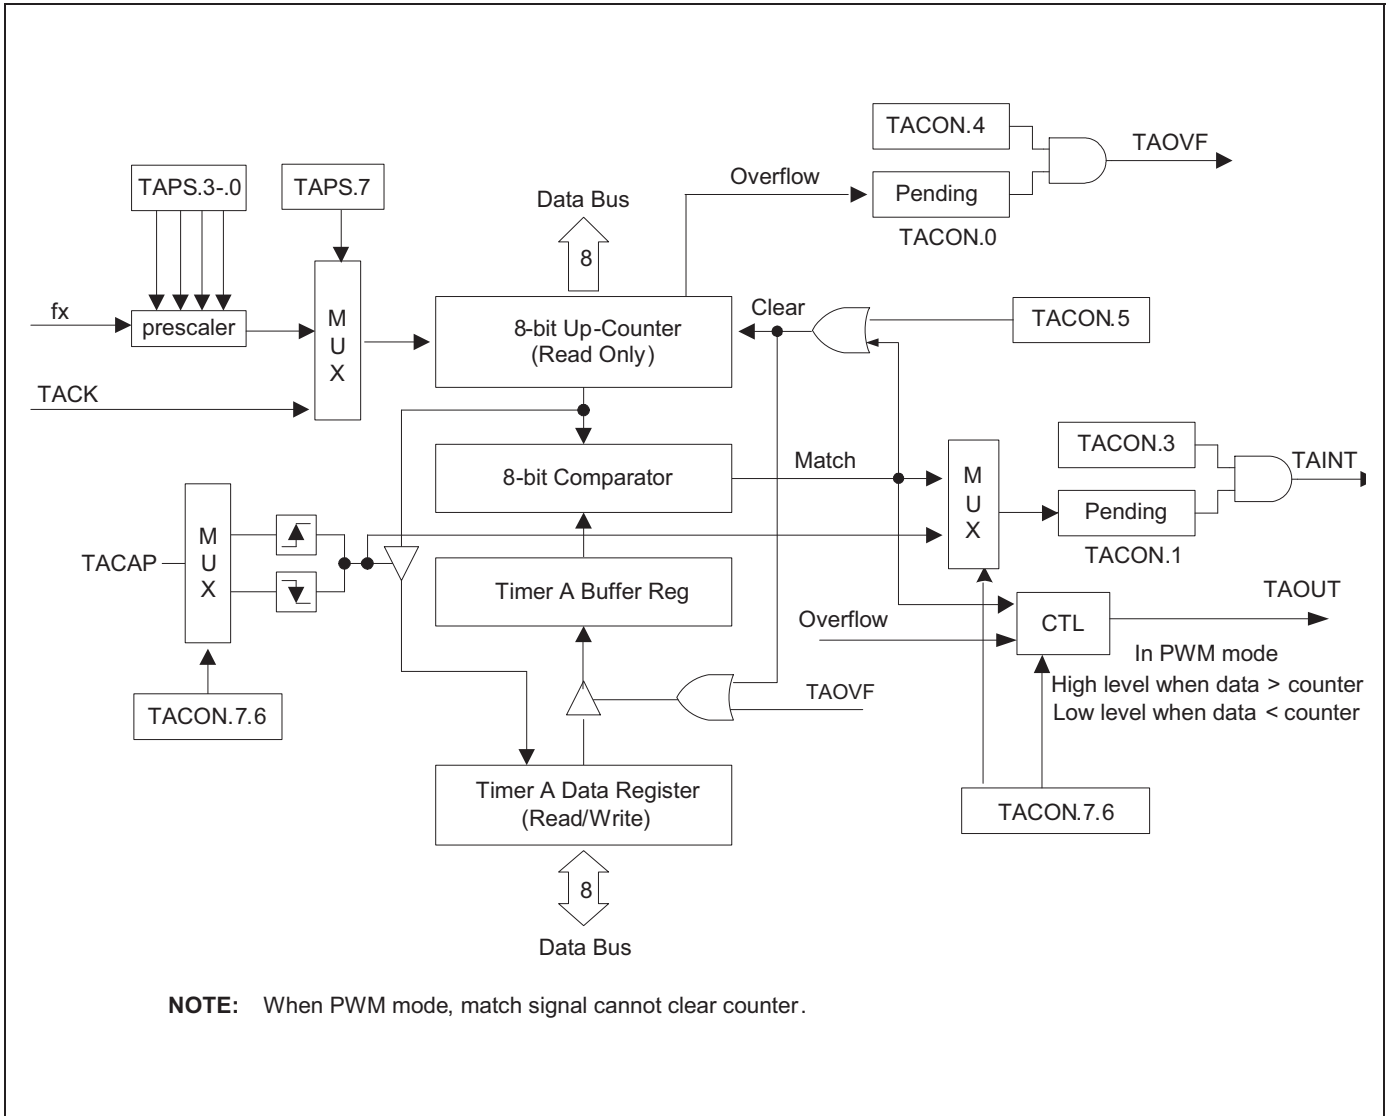 TACON.4
TAOVF
TAPS.3-.0
TAPS.7
Overflow
Pending
Data Bus
TACON.0
8
fx
prescaler
M
U
X
8-bit Up-Counter
(Read Only)
Clear
TACON.5
TACK
TACON.3
TAINT
8-bit Comparator
Match
M
U
X
Pending
TACON.1
TACAP
M
U
X
Timer A Buffer Reg
TAOUT
Overflow
CTL
In PWM mode
High level when data > counter
Low level when data < counter
TACON.7.6
TAOVF
Timer A Data Register
(Read/Write)
TACON.7.6
8
Data Bus
NOTE: When PWM mode, match signal cannot clear counter.